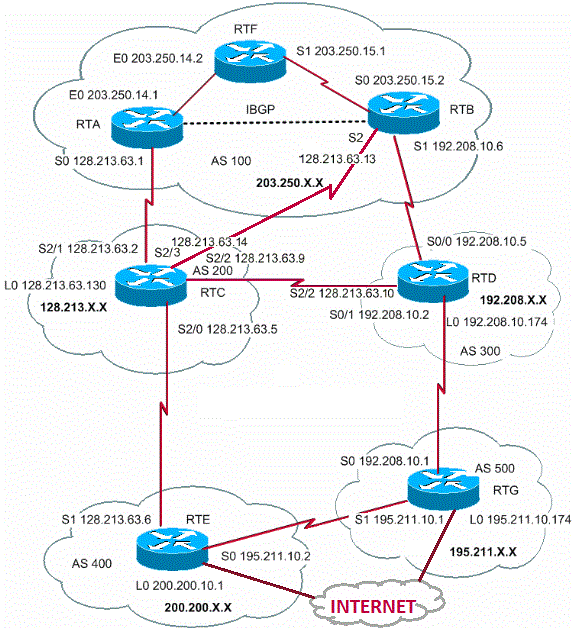 RTF
E0 203.250.14.2
S1 203.250.15.1
S0 203.250.15.2
E0 203.250.14.1
IBGP
RTA
RTB
S2
S1 192.208.10.6
128.213.63.13
S0 128.213.63.1
AS 100
203.250.X.X
128.213.63.14
S0/0 192.208.10.5
S2/1 128.213.63.2
S2/3
S2/2 128.213.63.9
AS 200
RTD
L0 128.213.63.130
RTC
S2/2 128.213.63.10
192.208.X.X
128.213.X.X
S0/1 192.208.10.2
L0 192.208.10.174
S2/0 128.213.63.5
AS 300
S0 192.208.10.1
AS 500
RTG
S1 128.213.63.6
RTE
S1 195.211.10.1
L0 195.211.10.174
S0 195.211.10.2
195.211.X.X
AS 400
L0 200.200.10.1
200.200.X.X
INTERNET